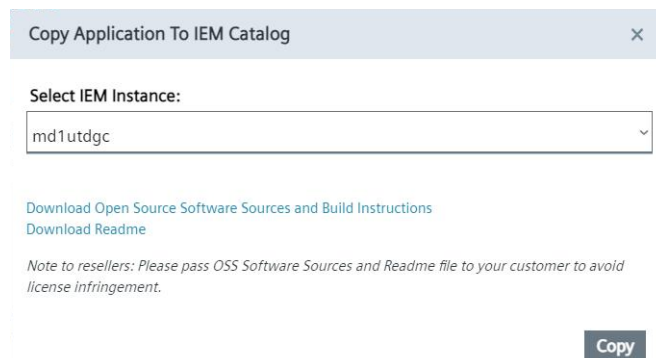 Copy Application To IEM Catalog
Select IEM Instance:
md1utdgc
Download Open Source Software Sources and Build Instructions
Download Readme
Note to resellers: Please pass OSS Software Sources and Readme file to your customer to avoid
license infringement.
Copy